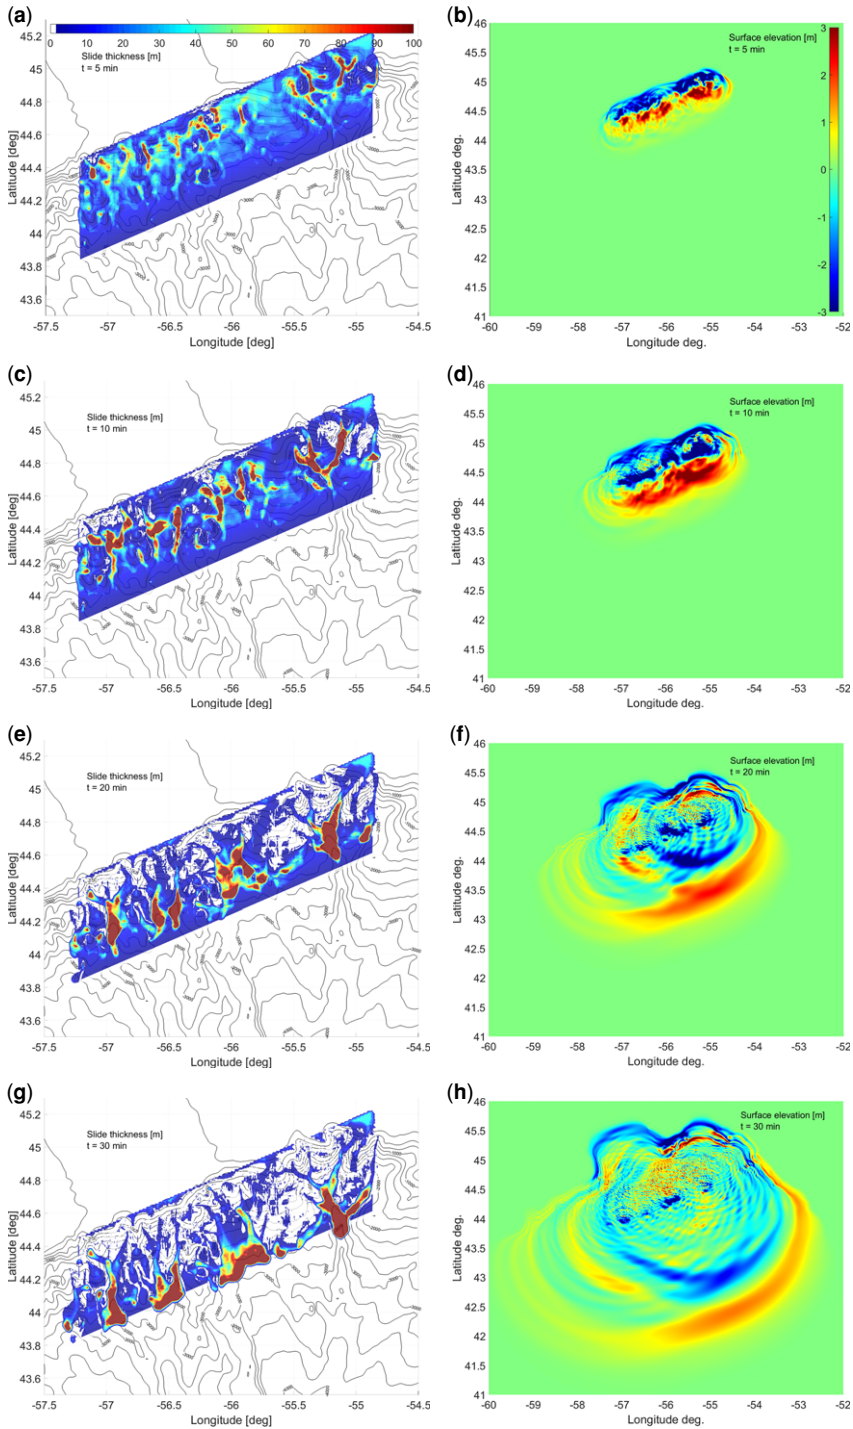 (a)
45.2
45
44.8
44.6
44.4
44.2
44
43.8
43.6
0 10 20 30 40 50 60 70 80 90 100
Slide thickness [m]
t = 5 min
Latitude [deg]
-57.5 -57 -56.5 -56 -55.5 -55 -54.5
Longitude [deg]
(b)
46
45.5
45
44.5
44
43.5
43
42.5
42
41.5
41
Surface elevation [m]
t = 5 min
3
2
1
0
-1
-2
-3
Latitude deg.
-60 -59 -58 -57 -56 -55 -54 -53 -52
Longitude deg.
(c)
45.2
45
44.8
44.6
44.4
44.2
44
43.8
43.6
Slide thickness [m]
t = 10 min
Latitude [deg]
-57.5 -57 -56.5 -56 -55.5 -55 -54.5
Longitude [deg]
(d)
46
45.5
45
44.5
44
43.5
43
42.5
42
41.5
41
Surface elevation [m]
t = 10 min
Latitude deg.
-60 -59 -58 -57 -56 -55 -54 -53 -52
Longitude deg.
(e)
45.2
45
44.8
44.6
44.4
44.2
44
43.8
43.6
Slide thickness [m]
t = 20 min
Latitude [deg]
-57.5 -57 -56.5 -56 -55.5 -55 -54.5
Longitude [deg]
(f)
46
45.5
45
44.5
44
43.5
43
42.5
42
41.5
41
Surface elevation [m]
t = 20 min
Latitude deg.
-60 -59 -58 -57 -56 -55 -54 -53 -52
Longitude deg.
(g)
45.2
45
44.8
44.6
44.4
44.2
44
43.8
43.6
Slide thickness [m]
t = 30 min
Latitude [deg]
-57.5 -57 -56.5 -56 -55.5 -55 -54.5
Longitude [deg]
(h)
46
45.5
45
44.5
44
43.5
43
42.5
42
41.5
41
Surface elevation [m]
t = 30 min
Latitude deg.
-60 -59 -58 -57 -56 -55 -54 -53 -52
Longitude deg.